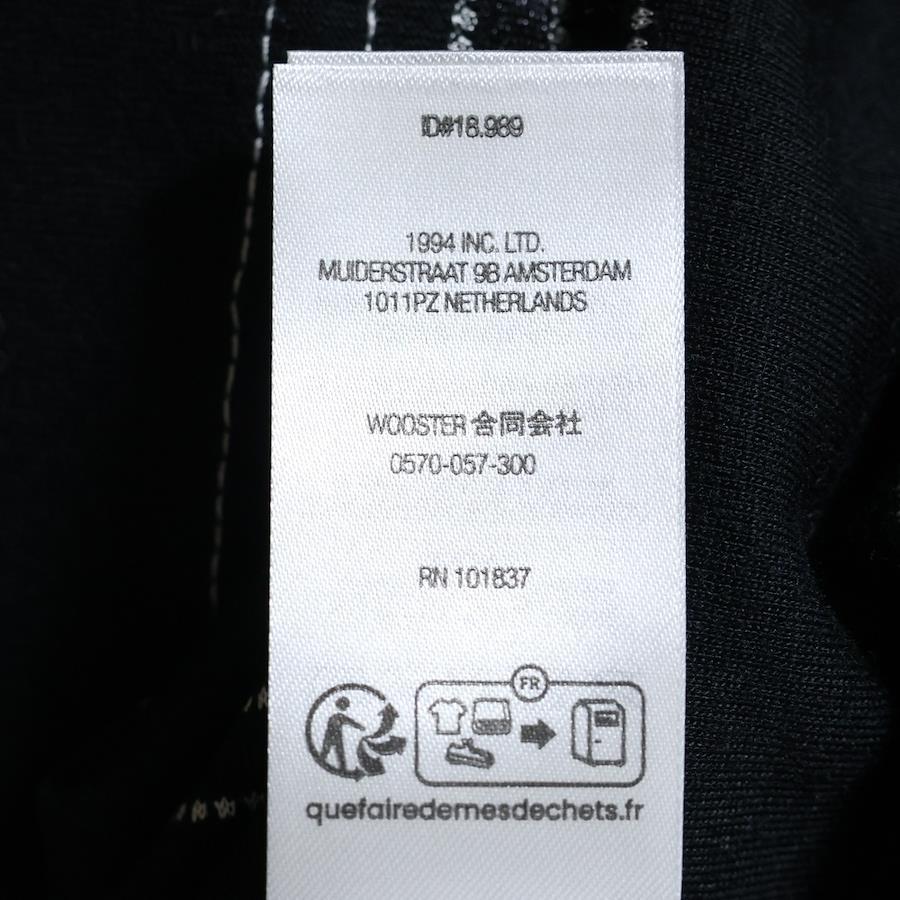 ID#18.989
1994 INC. LTD.
MUIDERSTRAAT 9B AMSTERDAM
1011PZ NETHERLANDS
WOOSTER 合同会社
0570-057-300
RN 101837
FR
quefairedemesdechets.fr